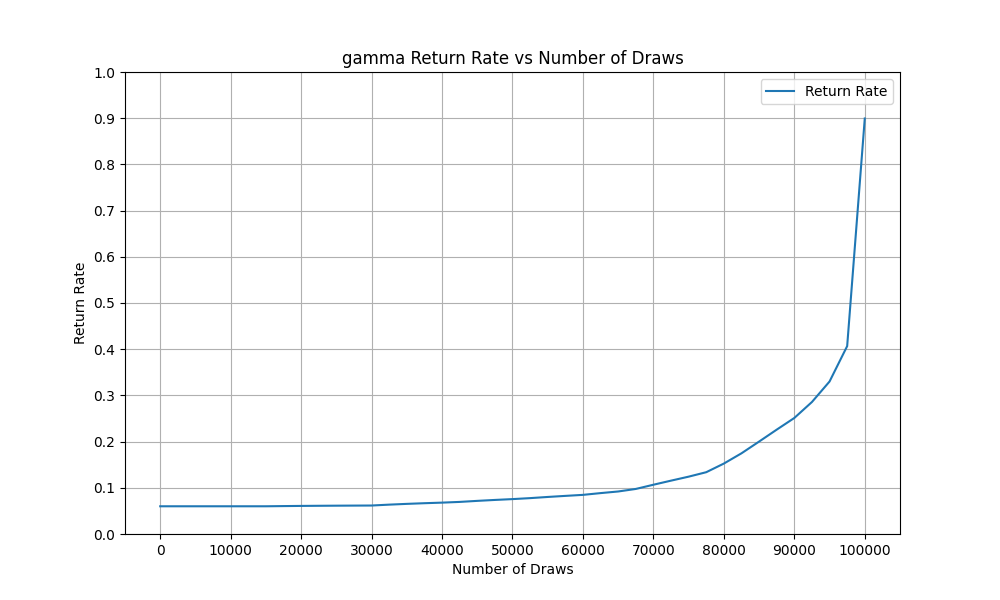 gamma Return Rate vs Number of Draws
Return Rate
1.0
0.9
0.8
0.7
0.6
0.5
0.4
0.3
0.2
0.1
0.0
Return Rate
0 10000 20000 30000 40000 50000 60000 70000 80000 90000 100000
Number of Draws